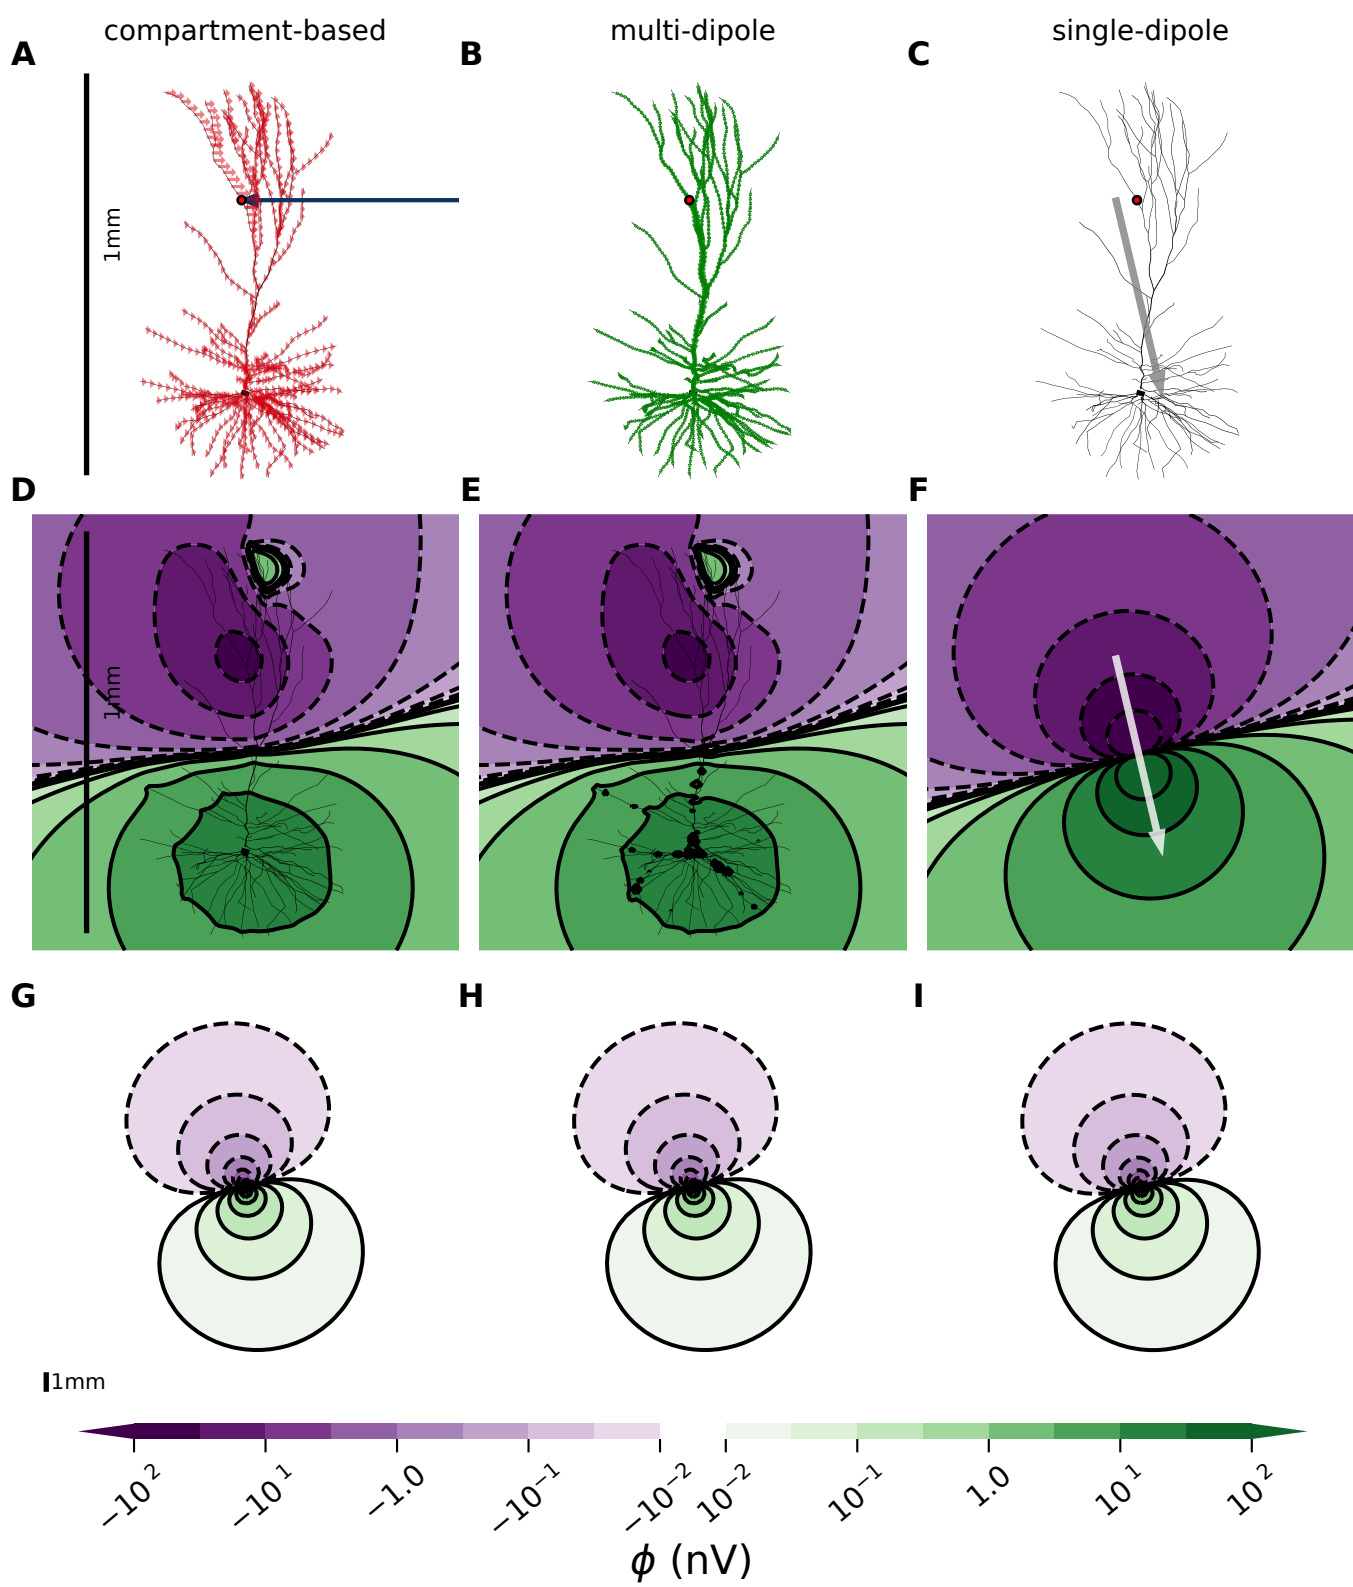 compartment-based multi-dipole single-dipole
A B C
1mm
D E F
1mm
G H I
1mm
−10² −10¹ −1.0 −10⁻¹ −10⁻² 10⁻² 10⁻¹ 1.0 10¹ 10²
ϕ (nV)